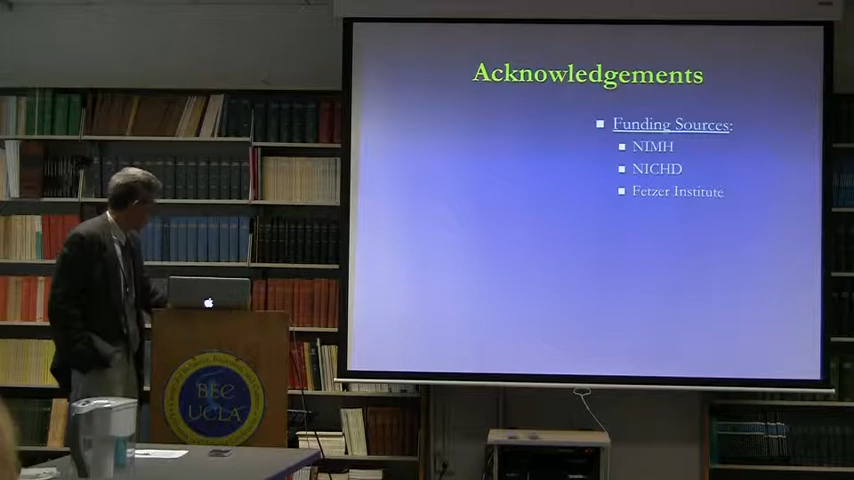 Acknowledgements
Funding Sources:
NIMH
NICHD
Fetzer Institute
BEC
UCLA